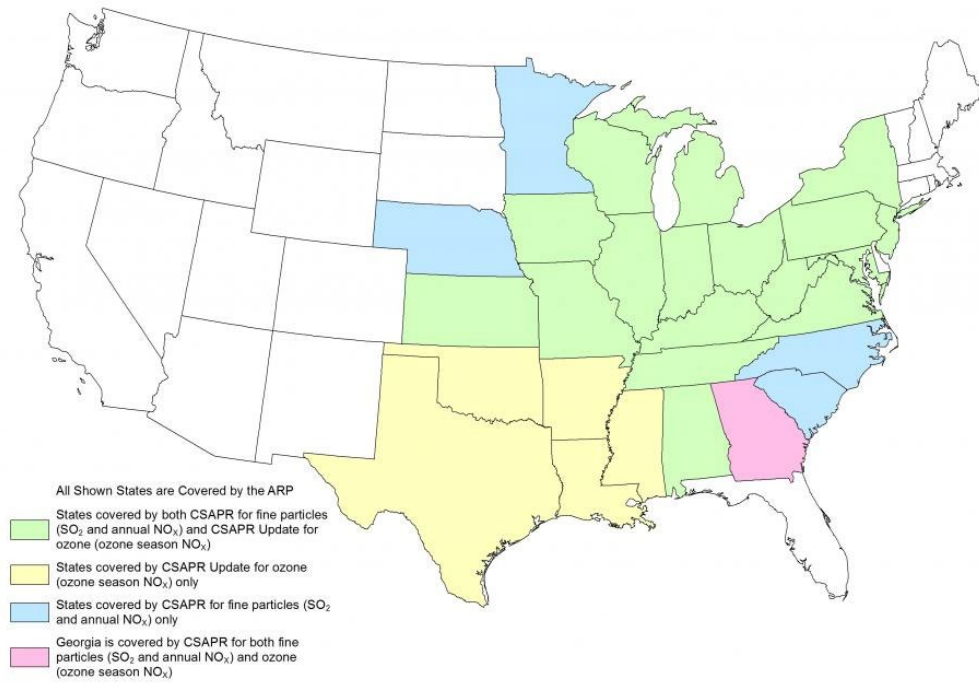 All Shown States are Covered by the ARP
States covered by both CSAPR for fine particles
(SO₂ and annual NOₓ) and CSAPR Update for
ozone (ozone season NOₓ)
States covered by CSAPR Update for ozone
(ozone season NOₓ) only
States covered by CSAPR for fine particles (SO₂
and annual NOₓ) only
Georgia is covered by CSAPR for both fine
particles (SO₂ and annual NOₓ) and ozone
(ozone season NOₓ)